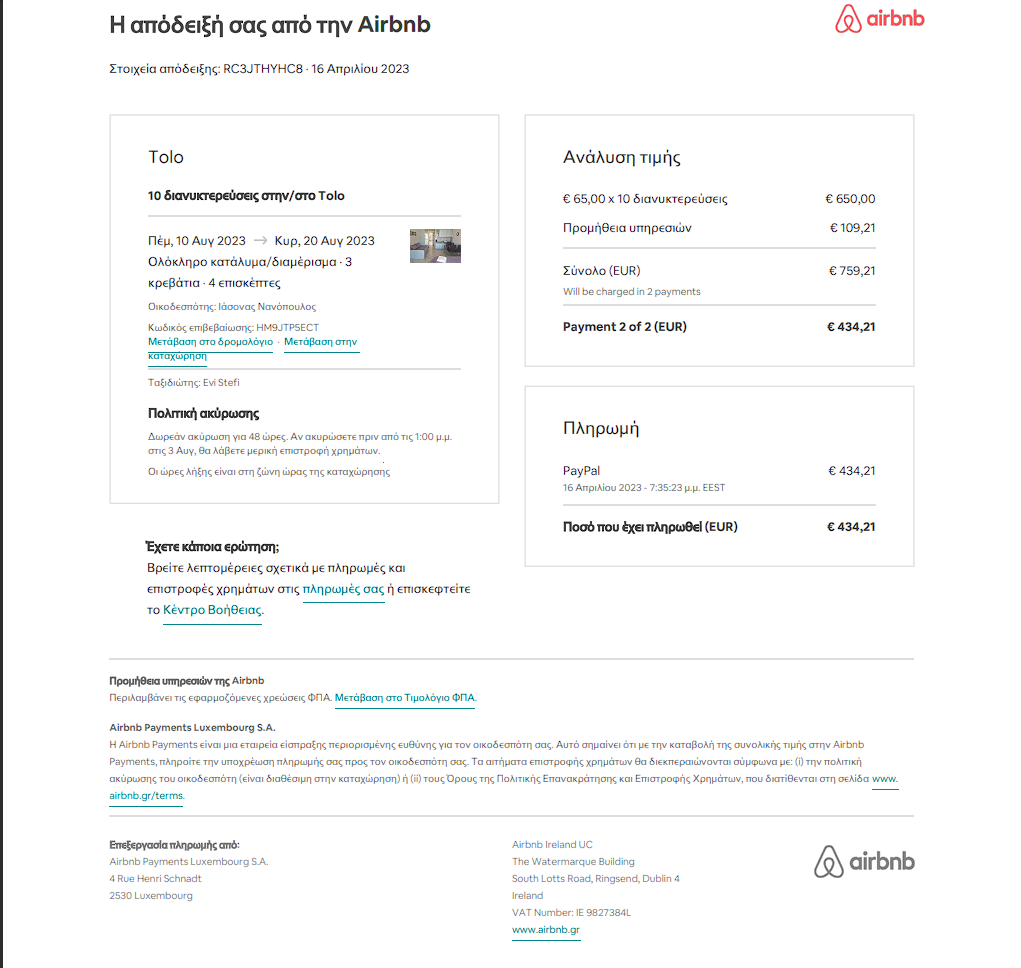 Η απόδειξή σας από την Airbnb
airbnb
Στοιχεία απόδειξης: RC3JTHYHC8 · 16 Απριλίου 2023
Tolo
10 διανυκτερεύσεις στην/στο Tolo
Πέμ, 10 Αυγ 2023 → Κυρ, 20 Αυγ 2023
Ολόκληρο κατάλυμα/διαμέρισμα · 3
κρεβάτια · 4 επισκέπτες
Οικοδεσπότης: Ιάσονας Νανόπουλος
Κωδικός επιβεβαίωσης: HM9JTP5ECT
Μετάβαση στο δρομολόγιο · Μετάβαση στην
καταχώρηση
Ταξιδιώτης: Evi Stefi
Πολιτική ακύρωσης
Δωρεάν ακύρωση για 48 ώρες. Αν ακυρώσετε πριν από τις 1:00 μ.μ.
στις 3 Αυγ, θα λάβετε μερική επιστροφή χρημάτων.
Οι ώρες λήξης είναι στη ζώνη ώρας της καταχώρησης
Έχετε κάποια ερώτηση;
Βρείτε λεπτομέρειες σχετικά με πληρωμές και
επιστροφές χρημάτων στις πληρωμές σας ή επισκεφτείτε
το Κέντρο Βοήθειας.
Ανάλυση τιμής
€ 65,00 x 10 διανυκτερεύσεις € 650,00
Προμήθεια υπηρεσιών € 109,21
Σύνολο (EUR) € 759,21
Will be charged in 2 payments
Payment 2 of 2 (EUR) € 434,21
Πληρωμή
PayPal € 434,21
16 Απριλίου 2023 - 7:35:23 μ.μ. EEST
Ποσό που έχει πληρωθεί (EUR) € 434,21
Προμήθεια υπηρεσιών της Airbnb
Περιλαμβάνει τις εφαρμοζόμενες χρεώσεις ΦΠΑ. Μετάβαση στο Τιμολόγιο ΦΠΑ.
Airbnb Payments Luxembourg S.A.
Η Airbnb Payments είναι μια εταιρεία είσπραξης περιορισμένης ευθύνης για τον οικοδεσπότη σας. Αυτό σημαίνει ότι με την καταβολή της συνολικής τιμής στην Airbnb
Payments, πληροίτε την υποχρέωση πληρωμής σας προς τον οικοδεσπότη σας. Τα αιτήματα επιστροφής χρημάτων θα διεκπεραιώνονται σύμφωνα με: (i) την πολιτική
ακύρωσης του οικοδεσπότη (είναι διαθέσιμη στην καταχώρηση) ή (ii) τους Όρους της Πολιτικής Επανακράτησης και Επιστροφής Χρημάτων, που διατίθενται στη σελίδα www.
airbnb.gr/terms.
Επεξεργασία πληρωμής από:
Airbnb Payments Luxembourg S.A.
4 Rue Henri Schnadt
2530 Luxembourg
Airbnb Ireland UC
The Watermarque Building
South Lotts Road, Ringsend, Dublin 4
Ireland
VAT Number: IE 9827384L
www.airbnb.gr
airbnb